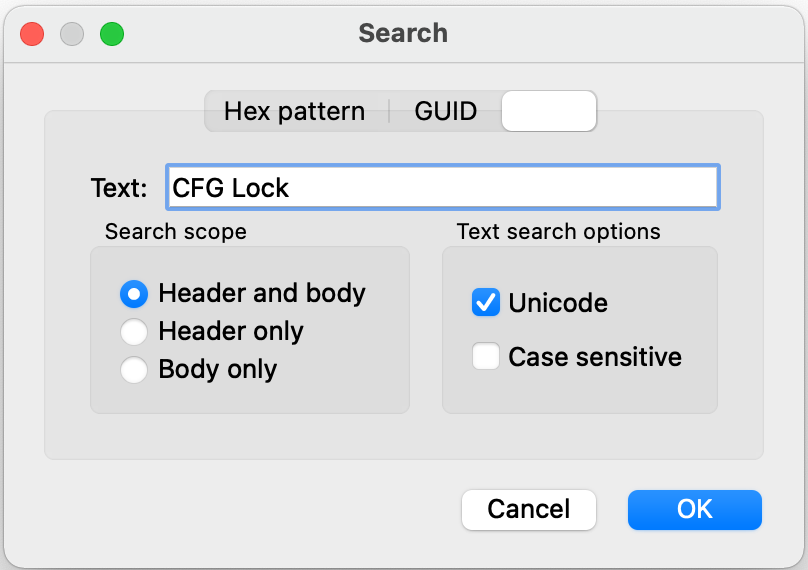 Search
Hex pattern GUID
Text: CFG Lock
Search scope
Header and body
Header only
Body only
Text search options
Unicode
Case sensitive
Cancel OK